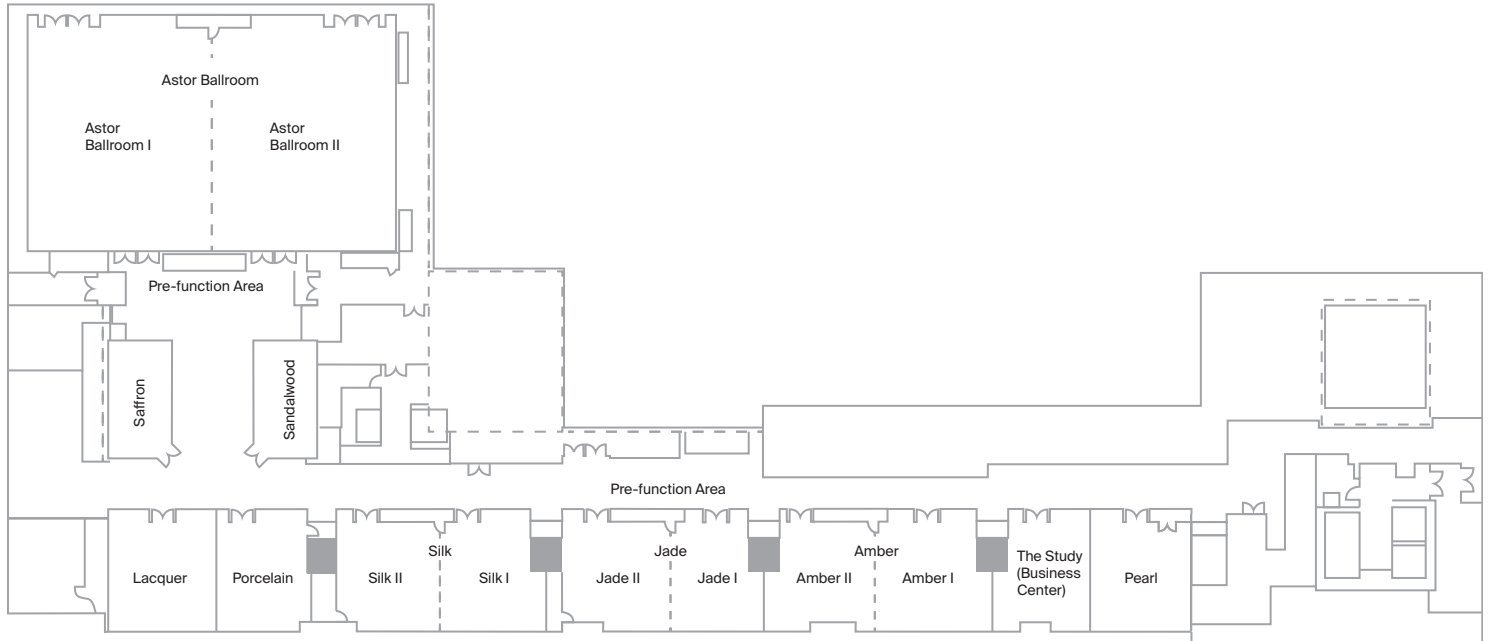 Astor Ballroom
Astor
Ballroom I
Astor
Ballroom II
Pre-function Area
Saffron
Sandalwood
Pre-function Area
Lacquer
Porcelain
Silk
Silk II
Silk I
Jade
Jade II
Jade I
Amber
Amber II
Amber I
The Study
(Business
Center)
Pearl